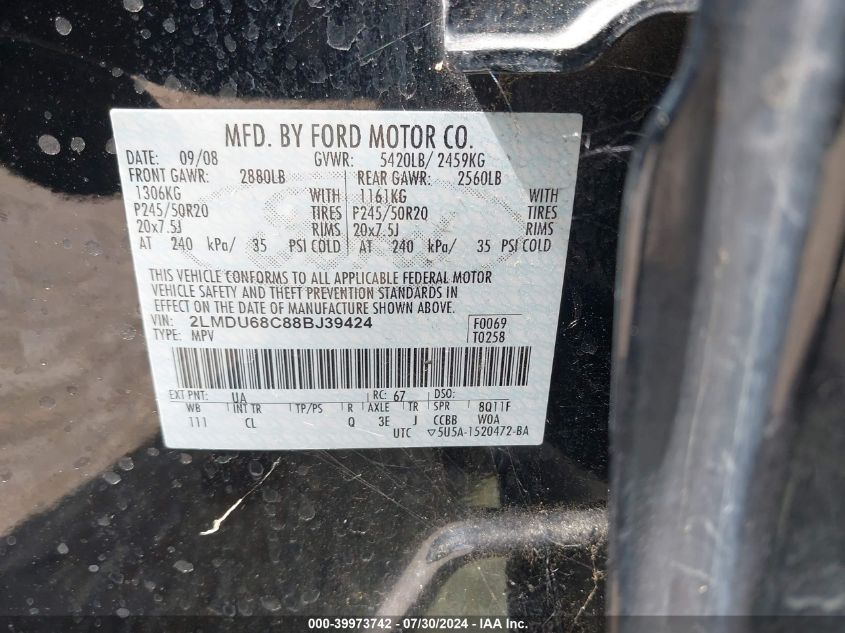 MFD. BY FORD MOTOR CO.
DATE: 09/08 GVWR: 5420LB/ 2459KG
FRONT GAWR: 2880LB REAR GAWR: 2560LB
1306KG WITH 1161KG WITH
P245/50R20 TIRES P245/50R20 TIRES
20x7.5J RIMS 20x7.5J RIMS
AT 240 kPa/ 35 PSI COLD AT 240 kPa/ 35 PSI COLD
THIS VEHICLE CONFORMS TO ALL APPLICABLE FEDERAL MOTOR
VEHICLE SAFETY AND THEFT PREVENTION STANDARDS IN
EFFECT ON THE DATE OF MANUFACTURE SHOWN ABOVE.
VIN: 2LMDU68C88BJ39424 F0069
TYPE: MPV T0258
EXT PNT: UA RC: 67 DSO:
WB INT TR TP/PS R AXLE TR SPR 8Q11F
111 CL Q 3E J CCBB WOA
UTC ▽5U5A-1520472-BA
000-39973742 - 07/30/2024 - IAA Inc.